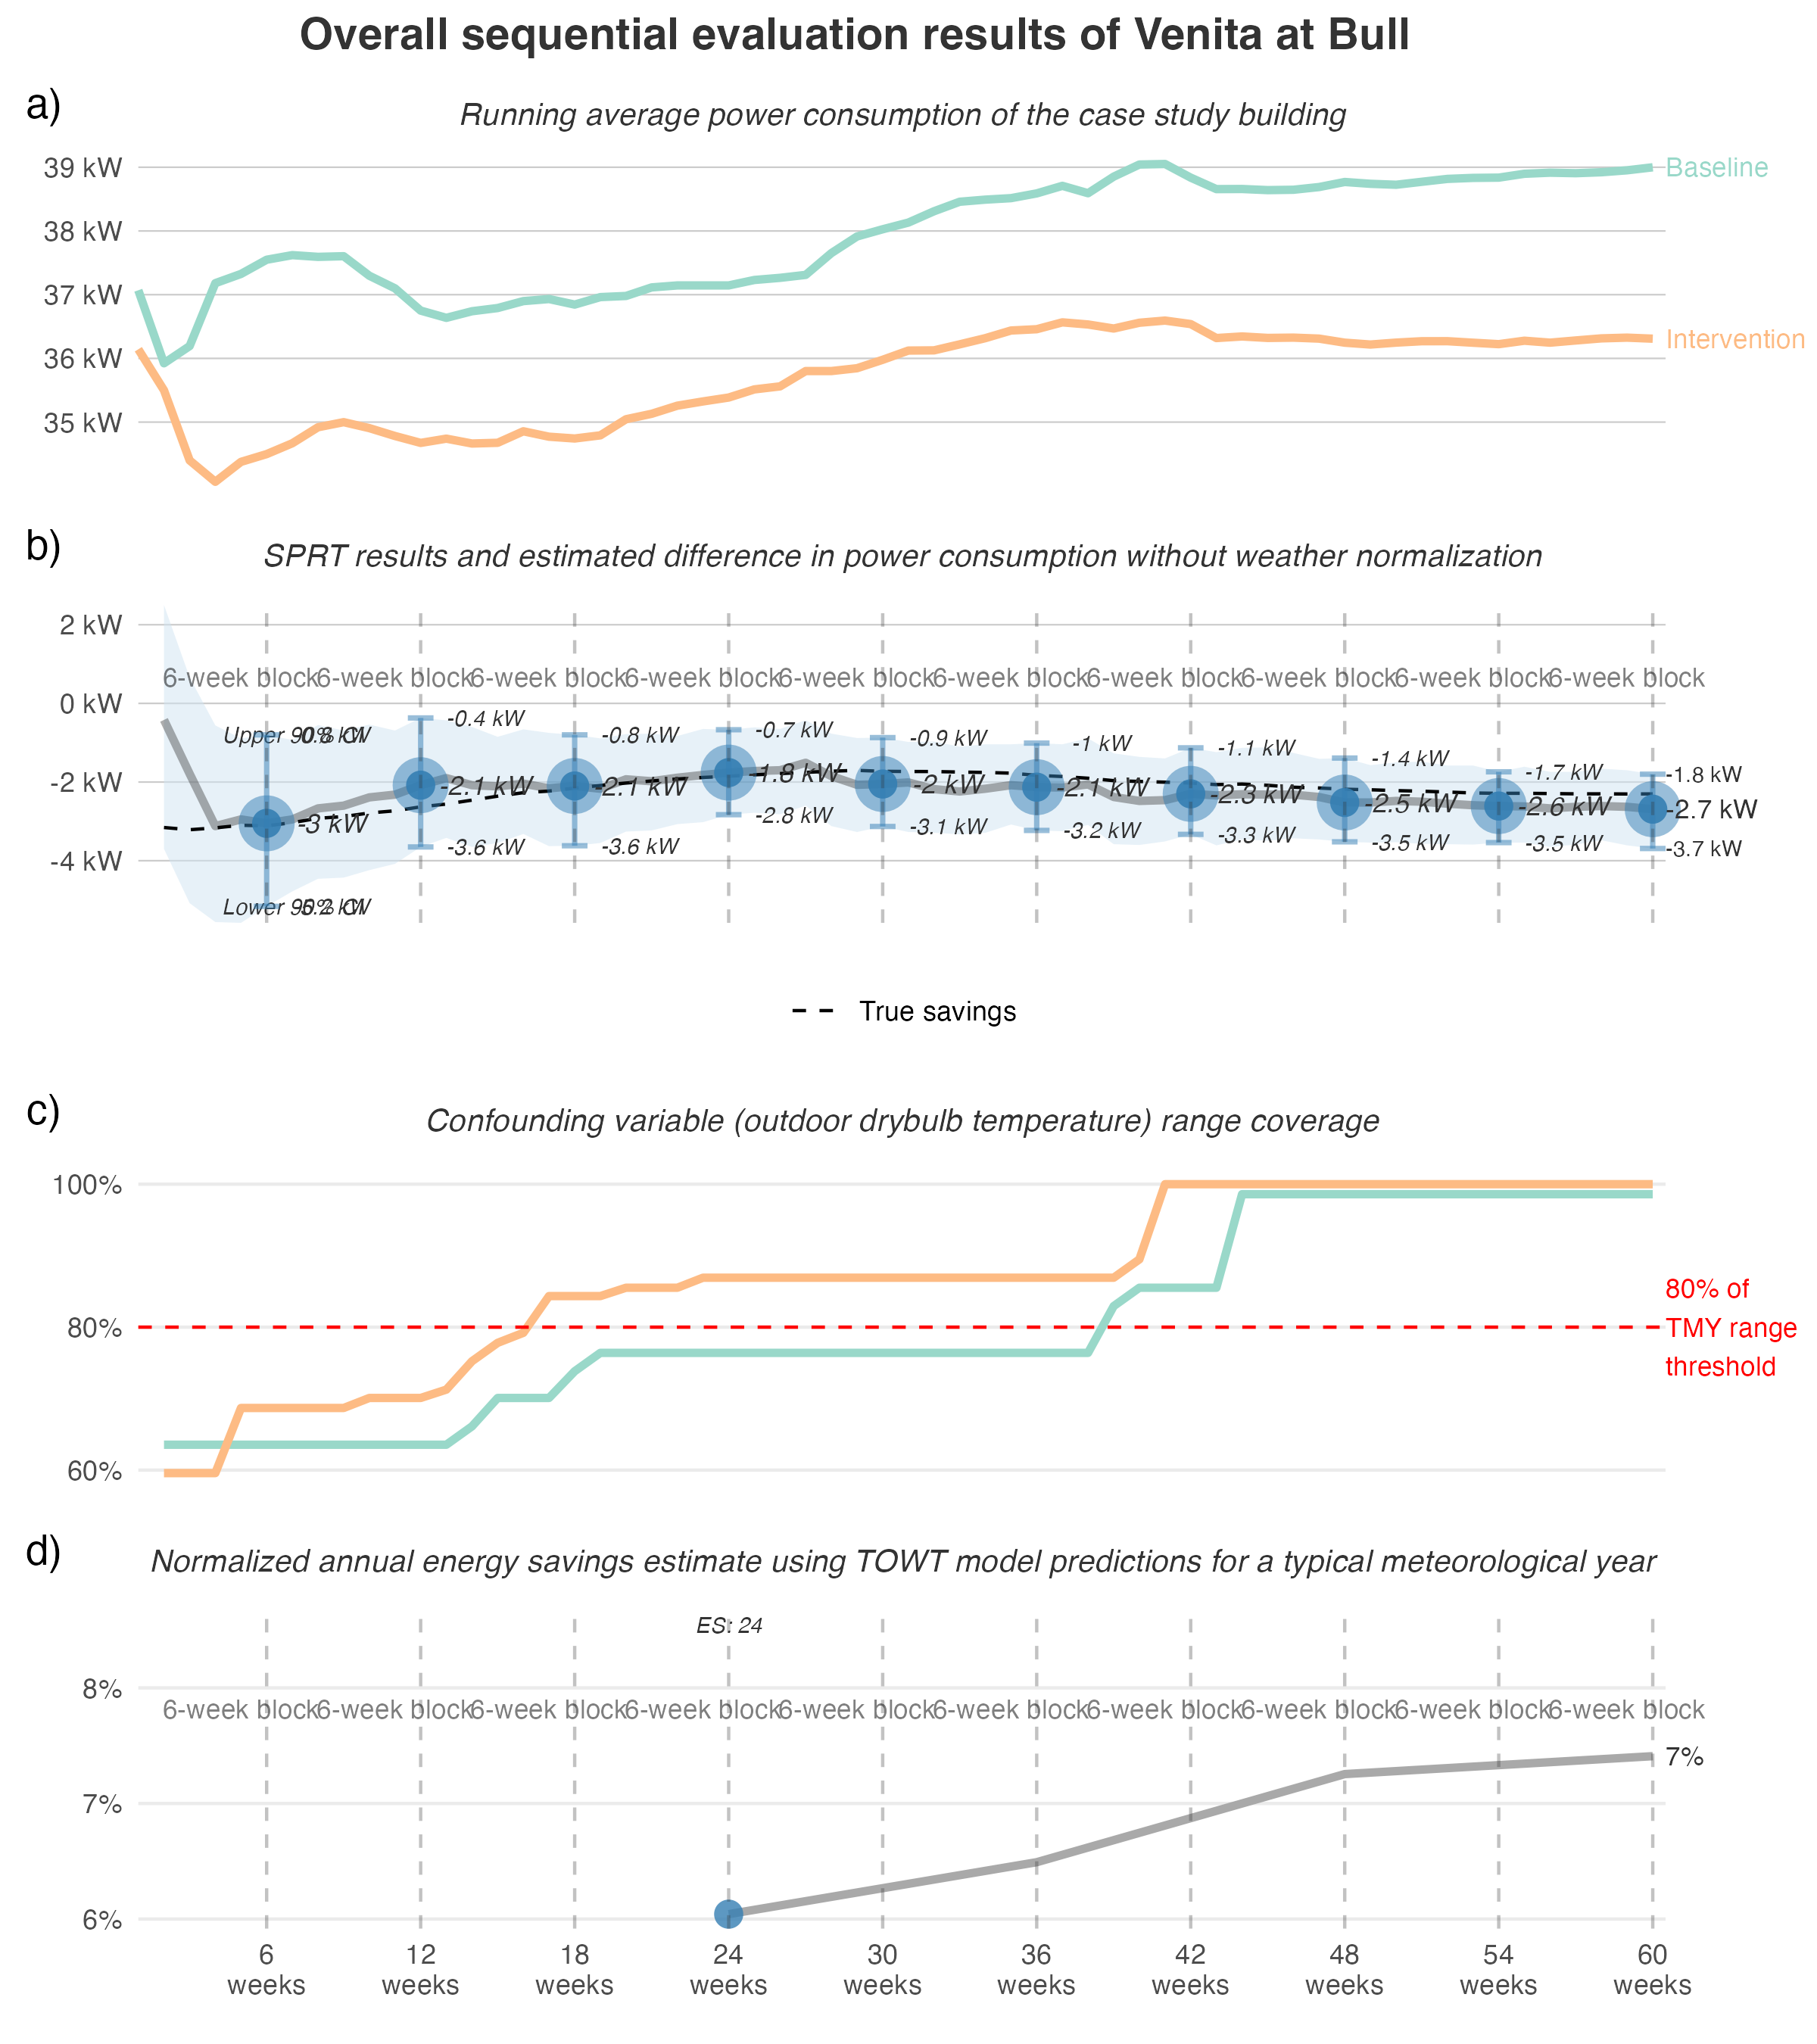 Overall sequential evaluation results of Venita at Bull
a)
Running average power consumption of the case study building
39 kW
38 kW
37 kW
36 kW
35 kW
Baseline
Intervention
b)
SPRT results and estimated difference in power consumption without weather normalization
2 kW
0 kW
-2 kW
-4 kW
6-week block 6-week block 6-week block 6-week block 6-week block 6-week block 6-week block 6-week block 6-week block 6-week block
Upper 90% CI -0.8 kW -0.4 kW -0.8 kW -0.7 kW -0.9 kW -1 kW -1.1 kW -1.4 kW -1.7 kW -1.8 kW
-3 kW -2.1 kW -2.1 kW -1.8 kW -2 kW -2.1 kW -2.3 kW -2.5 kW -2.6 kW -2.7 kW
Lower 90% CI -5.2 kW -3.6 kW -3.6 kW -2.8 kW -3.1 kW -3.2 kW -3.3 kW -3.5 kW -3.5 kW -3.7 kW
True savings
c)
Confounding variable (outdoor drybulb temperature) range coverage
100%
80%
60%
80% of
TMY range
threshold
d)
Normalized annual energy savings estimate using TOWT model predictions for a typical meteorological year
ES: 24
8%
7%
6%
6-week block 6-week block 6-week block 6-week block 6-week block 6-week block 6-week block 6-week block 6-week block 6-week block
7%
6 12 18 24 30 36 42 48 54 60
weeks weeks weeks weeks weeks weeks weeks weeks weeks weeks